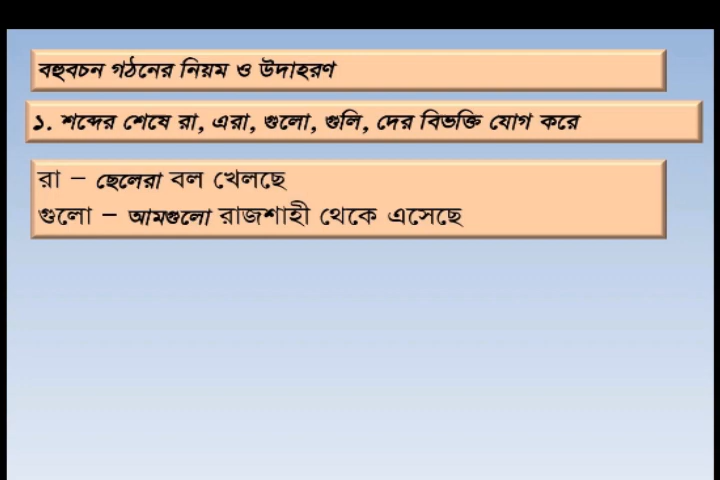 বহুবচন গঠনের নিয়ম ও উদাহরণ
১. শব্দের শেষে রা, এরা, গুলো, গুলি, দের বিভক্তি যোগ করে
রা – ছেলেরা বল খেলছে
গুলো – আমগুলো রাজশাহী থেকে এসেছে